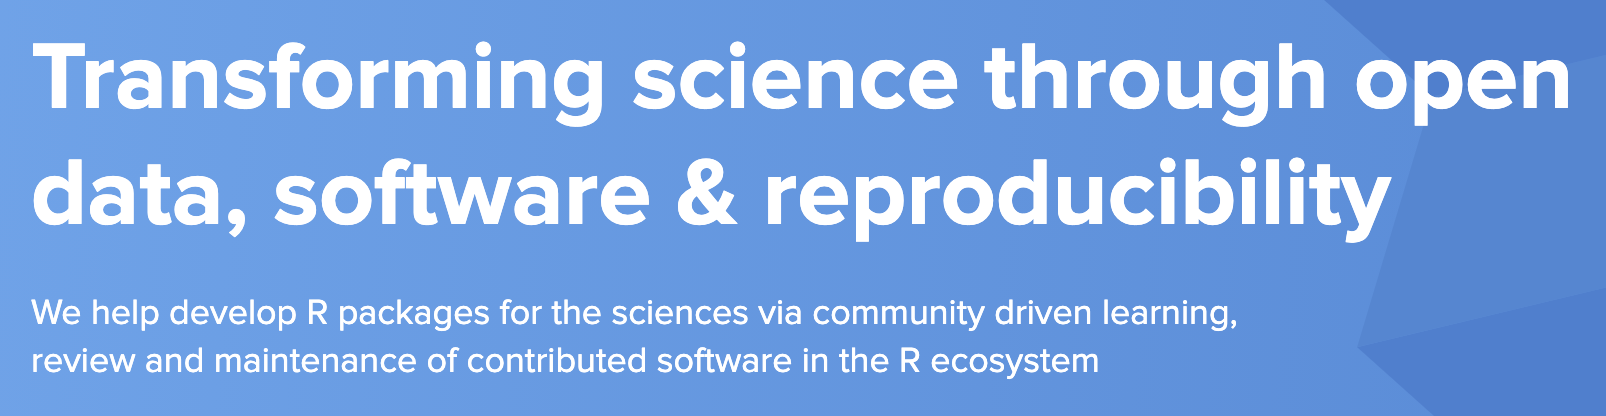 Transforming science through open
data, software & reproducibility
We help develop R packages for the sciences via community driven learning,
review and maintenance of contributed software in the R ecosystem